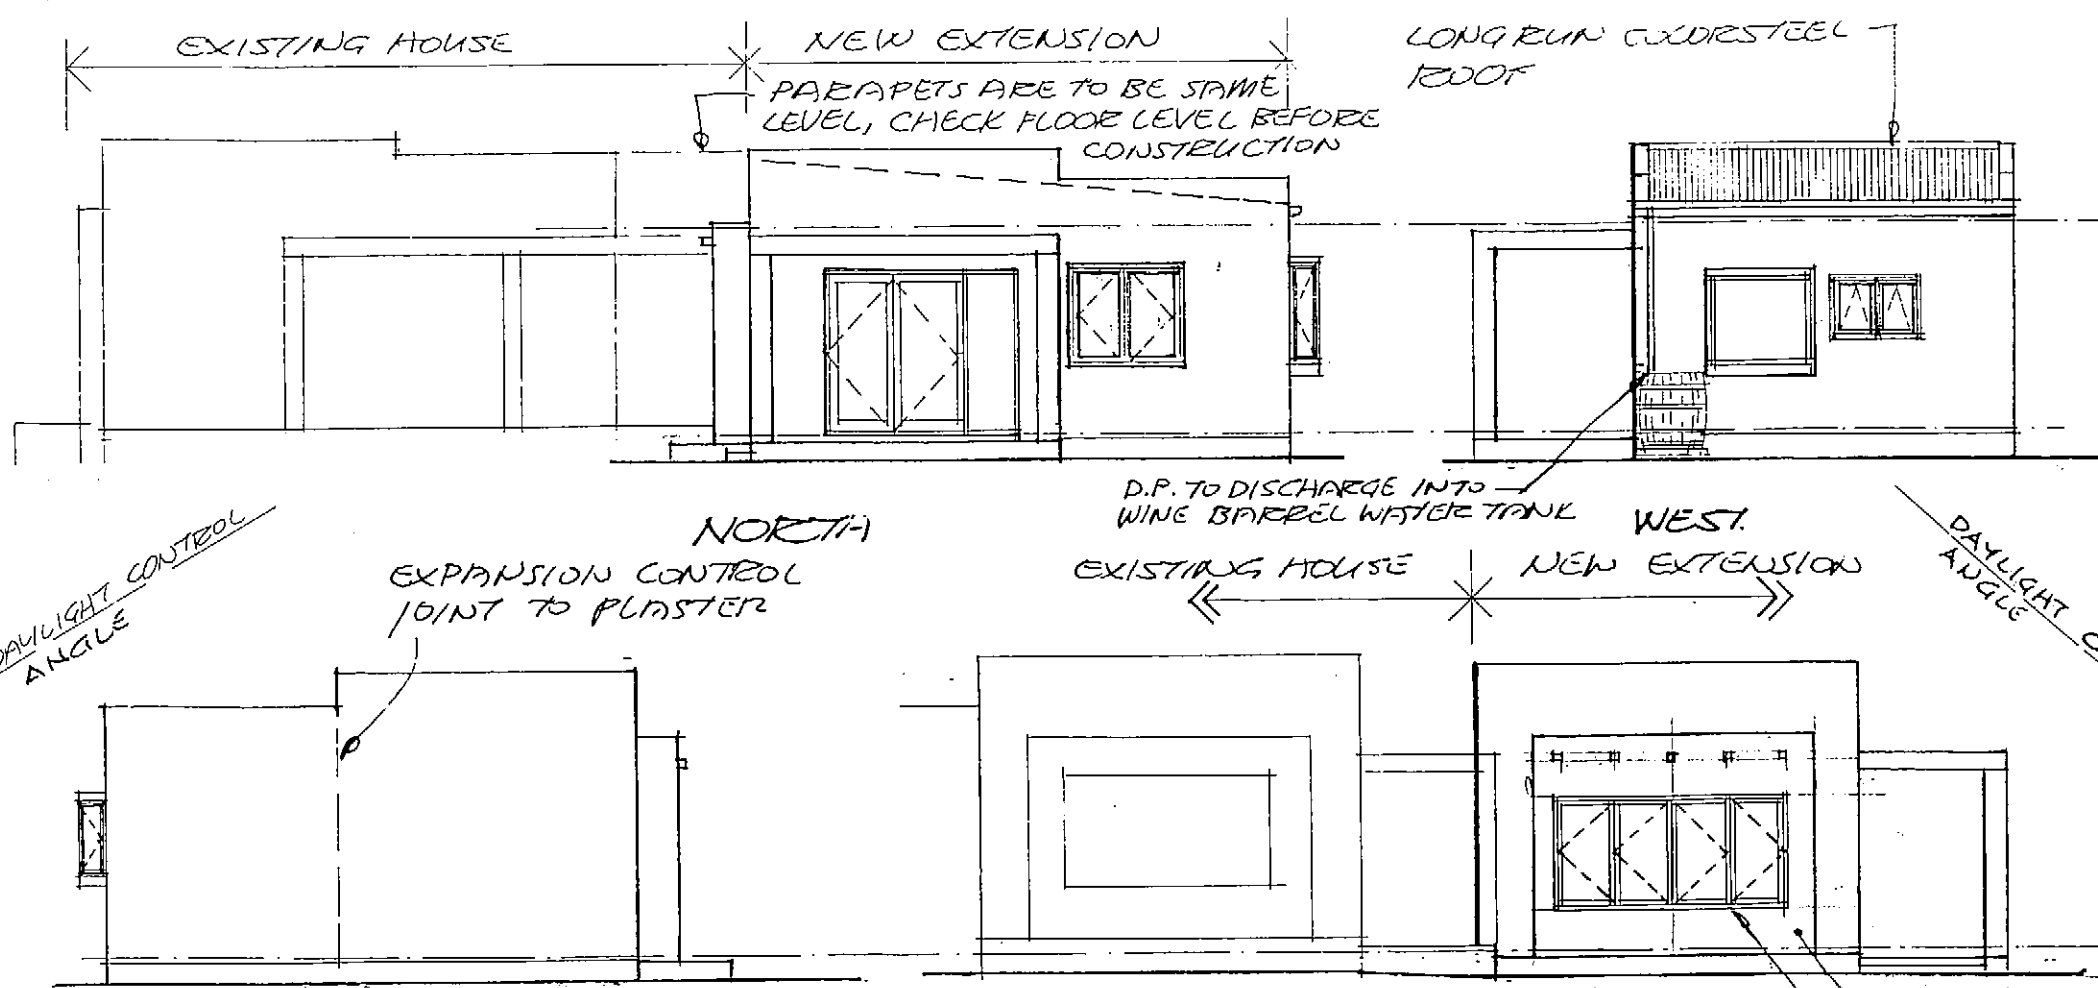 EXISTING HOUSE
NEW EXTENSION
LONGRUN COLORSTEEL
ROOF
PARAPETS ARE TO BE SAME
LEVEL, CHECK FLOOR LEVEL BEFORE
CONSTRUCTION
D.P. TO DISCHARGE INTO
WINE BARREL WATER TANK
NORTH
WEST.
DAYLIGHT CONTROL
ANGLE
EXPANSION CONTROL
JOINT TO PLASTER
EXISTING HOUSE
NEW EXTENSION
DAYLIGHT CO
ANGLE